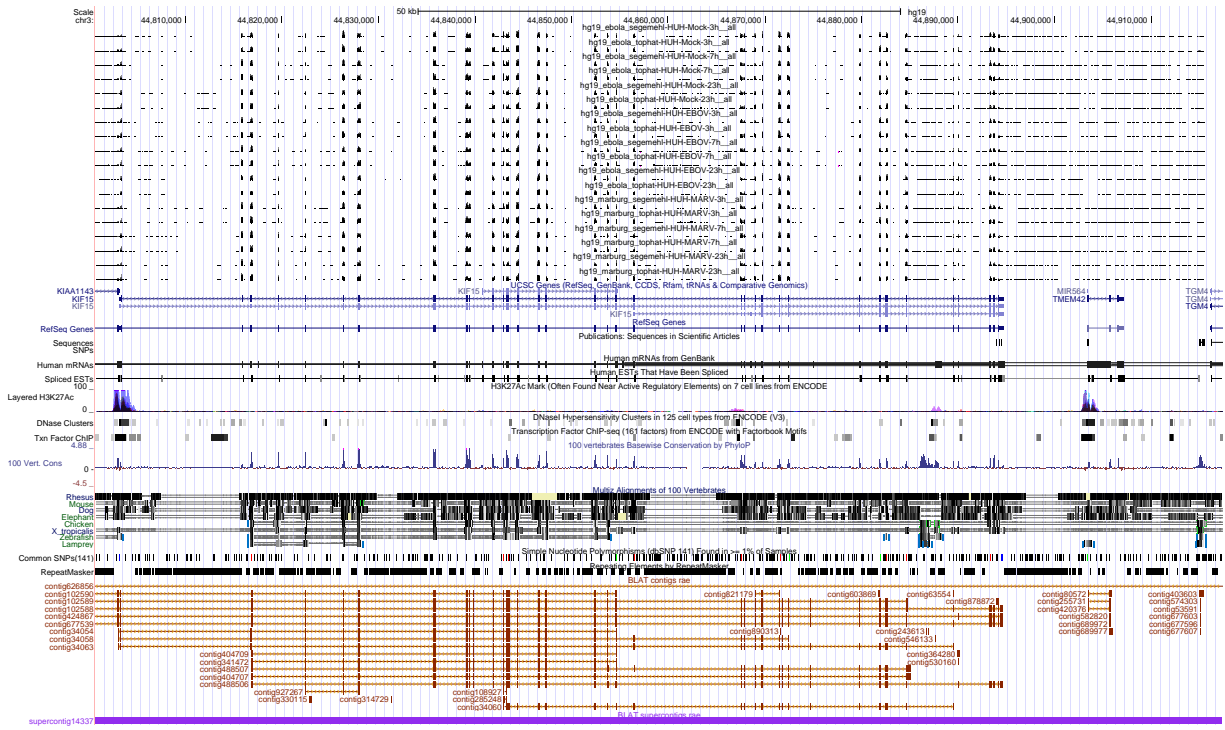 Scale 50 kb hg19
chr3: 44,810,000 44,820,000 44,830,000 44,840,000 44,850,000 44,860,000 44,870,000 44,880,000 44,890,000 44,900,000 44,910,000
hg19_ebola_segemehl-HUH-Mock-3h__all
hg19_ebola_tophat-HUH-Mock-3h__all
hg19_ebola_segemehl-HUH-Mock-7h__all
hg19_ebola_tophat-HUH-Mock-7h__all
hg19_ebola_segemehl-HUH-Mock-23h__all
hg19_ebola_tophat-HUH-Mock-23h__all
hg19_ebola_segemehl-HUH-EBOV-3h__all
hg19_ebola_tophat-HUH-EBOV-3h__all
hg19_ebola_segemehl-HUH-EBOV-7h__all
hg19_ebola_tophat-HUH-EBOV-7h__all
hg19_ebola_segemehl-HUH-EBOV-23h__all
hg19_ebola_tophat-HUH-EBOV-23h__all
hg19_marburg_segemehl-HUH-MARV-3h__all
hg19_marburg_tophat-HUH-MARV-3h__all
hg19_marburg_segemehl-HUH-MARV-7h__all
hg19_marburg_tophat-HUH-MARV-7h__all
hg19_marburg_segemehl-HUH-MARV-23h__all
hg19_marburg_tophat-HUH-MARV-23h__all
UCSC Genes (RefSeq, GenBank, CCDS, Rfam, tRNAs & Comparative Genomics)
KIAA1143 KIF15 MIR564 TGM4
KIF15 TMEM42 TGM4
KIF15 TGM4
KIF15
RefSeq Genes
RefSeq Genes
Publications: Sequences in Scientific Articles
Sequences
SNPs
Human mRNAs from GenBank
Human mRNAs
Human ESTs That Have Been Spliced
Spliced ESTs
H3K27Ac Mark (Often Found Near Active Regulatory Elements) on 7 cell lines from ENCODE
100
Layered H3K27Ac
0
DNaseI Hypersensitivity Clusters in 125 cell types from ENCODE (V3)
DNase Clusters
Transcription Factor ChIP-seq (161 factors) from ENCODE with Factorbook Motifs
Txn Factor ChIP
100 vertebrates Basewise Conservation by PhyloP
4.88
100 Vert. Cons
0
-4.5
Multiz Alignments of 100 Vertebrates
Rhesus
Mouse
Dog
Elephant
Chicken
X_tropicalis
Zebrafish
Lamprey
Simple Nucleotide Polymorphisms (dbSNP 141) Found in >= 1% of Samples
Common SNPs(141)
Repeating Elements by RepeatMasker
RepeatMasker
BLAT contigs rae
contig626856
contig102590 contig821179 contig603869 contig63554 contig80572 contig403603
contig102589 contig878872 contig255731 contig574303
contig102588 contig420376 contig53591
contig424867 contig582820 contig677603
contig677539 contig689972 contig677596
contig34054 contig890313 contig243613 contig689977 contig677607
contig34058 contig546133
contig34063
contig404709 contig364280
contig341472 contig530160
contig488507
contig404707
contig488506
contig927267 contig108927
contig330115 contig314729 contig285248
contig34060
BLAT supercontigs rae
supercontig14337